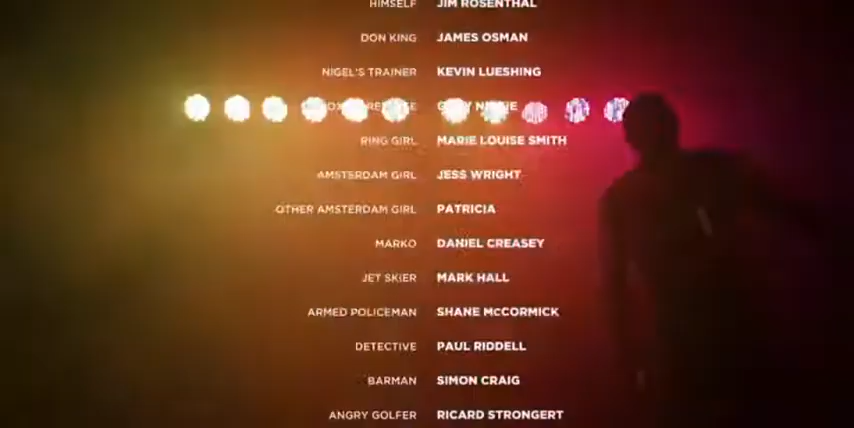 HIMSELF JIM ROSENTHAL
DON KING JAMES OSMAN
NIGEL'S TRAINER KEVIN LUESHING
RING GIRL MARIE LOUISE SMITH
AMSTERDAM GIRL JESS WRIGHT
OTHER AMSTERDAM GIRL PATRICIA
MARKO DANIEL CREASEY
JET SKIER MARK HALL
ARMED POLICEMAN SHANE McCORMICK
DETECTIVE PAUL RIDDELL
BARMAN SIMON CRAIG
ANGRY GOLFER RICARD STRONGERT